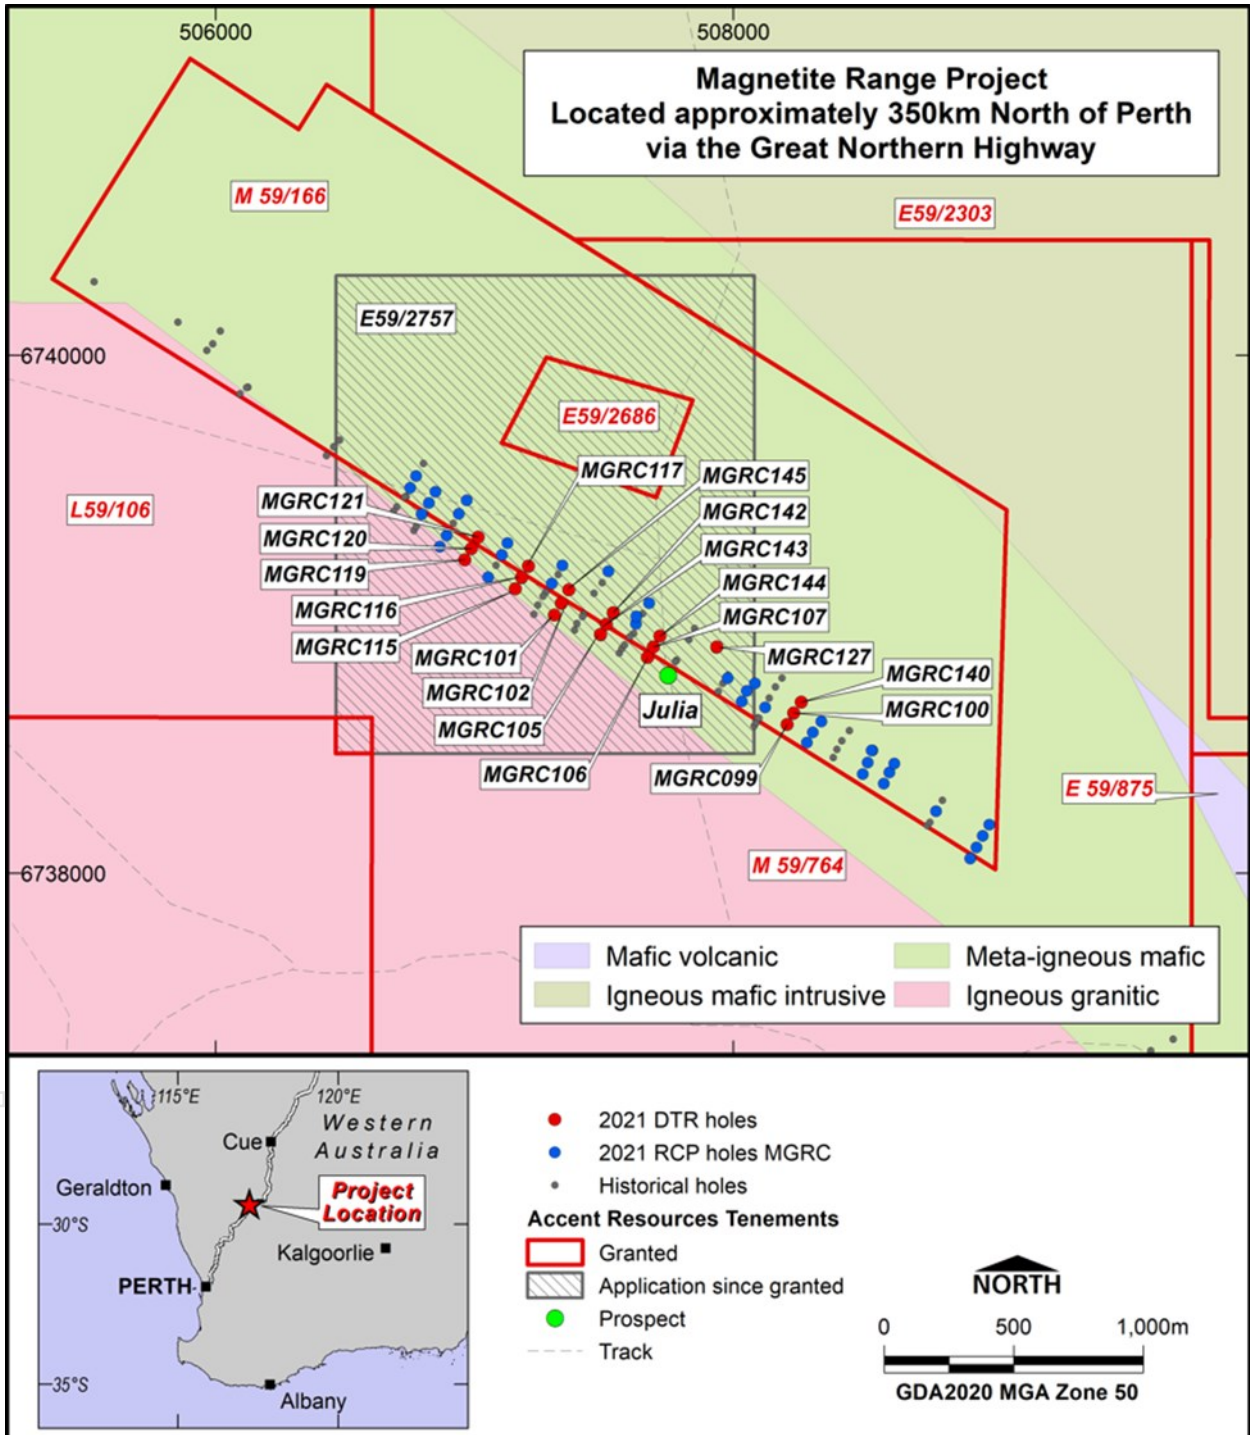 506000
508000
Magnetite Range Project
Located approximately 350km North of Perth
via the Great Northern Highway
M 59/166
E59/2303
E59/2757
6740000
E59/2686
MGRC117
MGRC145
MGRC121
L59/106
MGRC142
MGRC120
MGRC143
MGRC119
MGRC144
MGRC116
MGRC107
MGRC115
MGRC101
MGRC127
MGRC140
MGRC102
Julia
MGRC100
MGRC105
MGRC106
MGRC099
E 59/875
M 59/764
6738000
Mafic volcanic
Meta-igneous mafic
Igneous mafic intrusive
Igneous granitic
115°E
120°E
Western
Australia
Cue
Geraldton
Project
Location
30°S
Kalgoorlie
PERTH
35°S
Albany
2021 DTR holes
2021 RCP holes MGRC
Historical holes
Accent Resources Tenements
Granted
Application since granted
Prospect
Track
NORTH
0 500 1,000m
GDA2020 MGA Zone 50